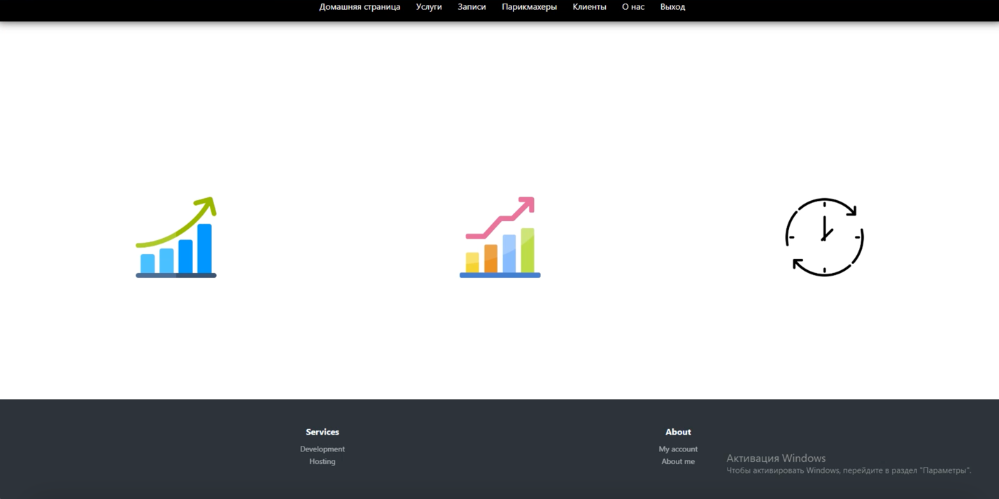 Домашняя страница Услуги Записи Парикмахеры Клиенты О нас Выход
Services
Development
Hosting
About
My account
About me
Активация Windows
Чтобы активировать Windows, перейдите в раздел "Параметры".